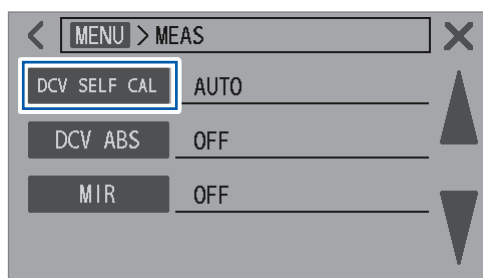 MENU > MEAS
DCV SELF CAL AUTO
DCV ABS OFF
MIR OFF